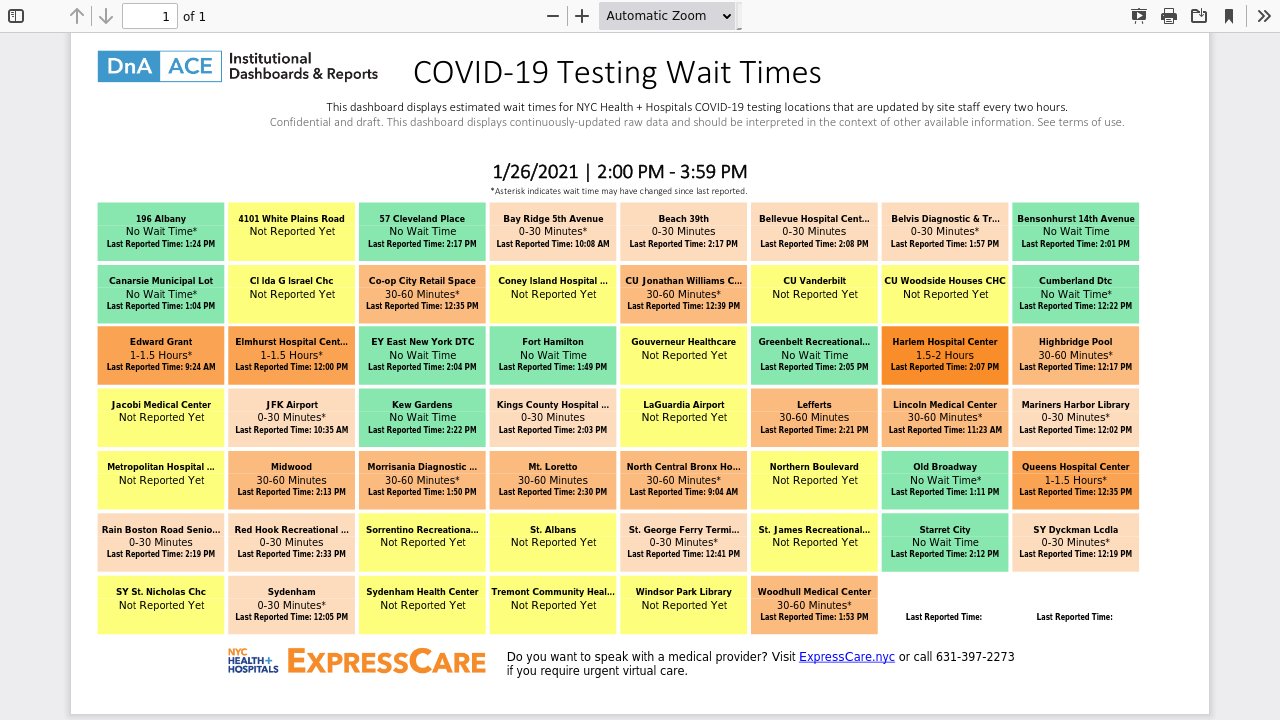 1 of 1 Automatic Zoom
DnA ACE Institutional Dashboards & Reports
COVID-19 Testing Wait Times
This dashboard displays estimated wait times for NYC Health + Hospitals COVID-19 testing locations that are updated by site staff every two hours.
Confidential and draft. This dashboard displays continuously-updated raw data and should be interpreted in the context of other available information. See terms of use.
1/26/2021 | 2:00 PM - 3:59 PM
*Asterisk indicates wait time may have changed since last reported.
196 Albany
No Wait Time*
Last Reported Time: 1:24 PM
4101 White Plains Road
Not Reported Yet
57 Cleveland Place
No Wait Time
Last Reported Time: 2:17 PM
Bay Ridge 5th Avenue
0-30 Minutes*
Last Reported Time: 10:08 AM
Beach 39th
0-30 Minutes
Last Reported Time: 2:17 PM
Bellevue Hospital Cent...
0-30 Minutes
Last Reported Time: 2:08 PM
Belvis Diagnostic & Tr...
0-30 Minutes*
Last Reported Time: 1:57 PM
Bensonhurst 14th Avenue
No Wait Time
Last Reported Time: 2:01 PM
Canarsie Municipal Lot
No Wait Time*
Last Reported Time: 1:04 PM
CI Ida G Israel Chc
Not Reported Yet
Co-op City Retail Space
30-60 Minutes*
Last Reported Time: 12:35 PM
Coney Island Hospital ...
Not Reported Yet
CU Jonathan Williams C...
30-60 Minutes*
Last Reported Time: 12:39 PM
CU Vanderbilt
Not Reported Yet
CU Woodside Houses CHC
Not Reported Yet
Cumberland Dtc
No Wait Time*
Last Reported Time: 12:22 PM
Edward Grant
1-1.5 Hours*
Last Reported Time: 9:24 AM
Elmhurst Hospital Cent...
1-1.5 Hours*
Last Reported Time: 12:00 PM
EY East New York DTC
No Wait Time
Last Reported Time: 2:04 PM
Fort Hamilton
No Wait Time
Last Reported Time: 1:49 PM
Gouverneur Healthcare
Not Reported Yet
Greenbelt Recreational...
No Wait Time
Last Reported Time: 2:05 PM
Harlem Hospital Center
1.5-2 Hours
Last Reported Time: 2:07 PM
Highbridge Pool
30-60 Minutes*
Last Reported Time: 12:17 PM
Jacobi Medical Center
Not Reported Yet
JFK Airport
0-30 Minutes*
Last Reported Time: 10:35 AM
Kew Gardens
No Wait Time
Last Reported Time: 2:22 PM
Kings County Hospital ...
0-30 Minutes
Last Reported Time: 2:03 PM
LaGuardia Airport
Not Reported Yet
Lefferts
30-60 Minutes
Last Reported Time: 2:21 PM
Lincoln Medical Center
30-60 Minutes*
Last Reported Time: 11:23 AM
Mariners Harbor Library
0-30 Minutes*
Last Reported Time: 12:02 PM
Metropolitan Hospital ...
Not Reported Yet
Midwood
30-60 Minutes
Last Reported Time: 2:13 PM
Morrisania Diagnostic ...
30-60 Minutes*
Last Reported Time: 1:50 PM
Mt. Loretto
30-60 Minutes
Last Reported Time: 2:30 PM
North Central Bronx Ho...
30-60 Minutes*
Last Reported Time: 9:04 AM
Northern Boulevard
Not Reported Yet
Old Broadway
No Wait Time*
Last Reported Time: 1:11 PM
Queens Hospital Center
1-1.5 Hours*
Last Reported Time: 12:35 PM
Rain Boston Road Senio...
0-30 Minutes
Last Reported Time: 2:19 PM
Red Hook Recreational ...
0-30 Minutes
Last Reported Time: 2:33 PM
Sorrentino Recreationa...
Not Reported Yet
St. Albans
Not Reported Yet
St. George Ferry Termi...
0-30 Minutes*
Last Reported Time: 12:41 PM
St. James Recreational...
Not Reported Yet
Starret City
No Wait Time
Last Reported Time: 2:12 PM
SY Dyckman Lcdla
0-30 Minutes*
Last Reported Time: 12:19 PM
SY St. Nicholas Chc
Not Reported Yet
Sydenham
0-30 Minutes*
Last Reported Time: 12:05 PM
Sydenham Health Center
Not Reported Yet
Tremont Community Heal...
Not Reported Yet
Windsor Park Library
Not Reported Yet
Woodhull Medical Center
30-60 Minutes*
Last Reported Time: 1:53 PM
Last Reported Time:
Last Reported Time:
NYC HEALTH+ HOSPITALS
EXPRESSCARE
Do you want to speak with a medical provider? Visit ExpressCare.nyc or call 631-397-2273
if you require urgent virtual care.